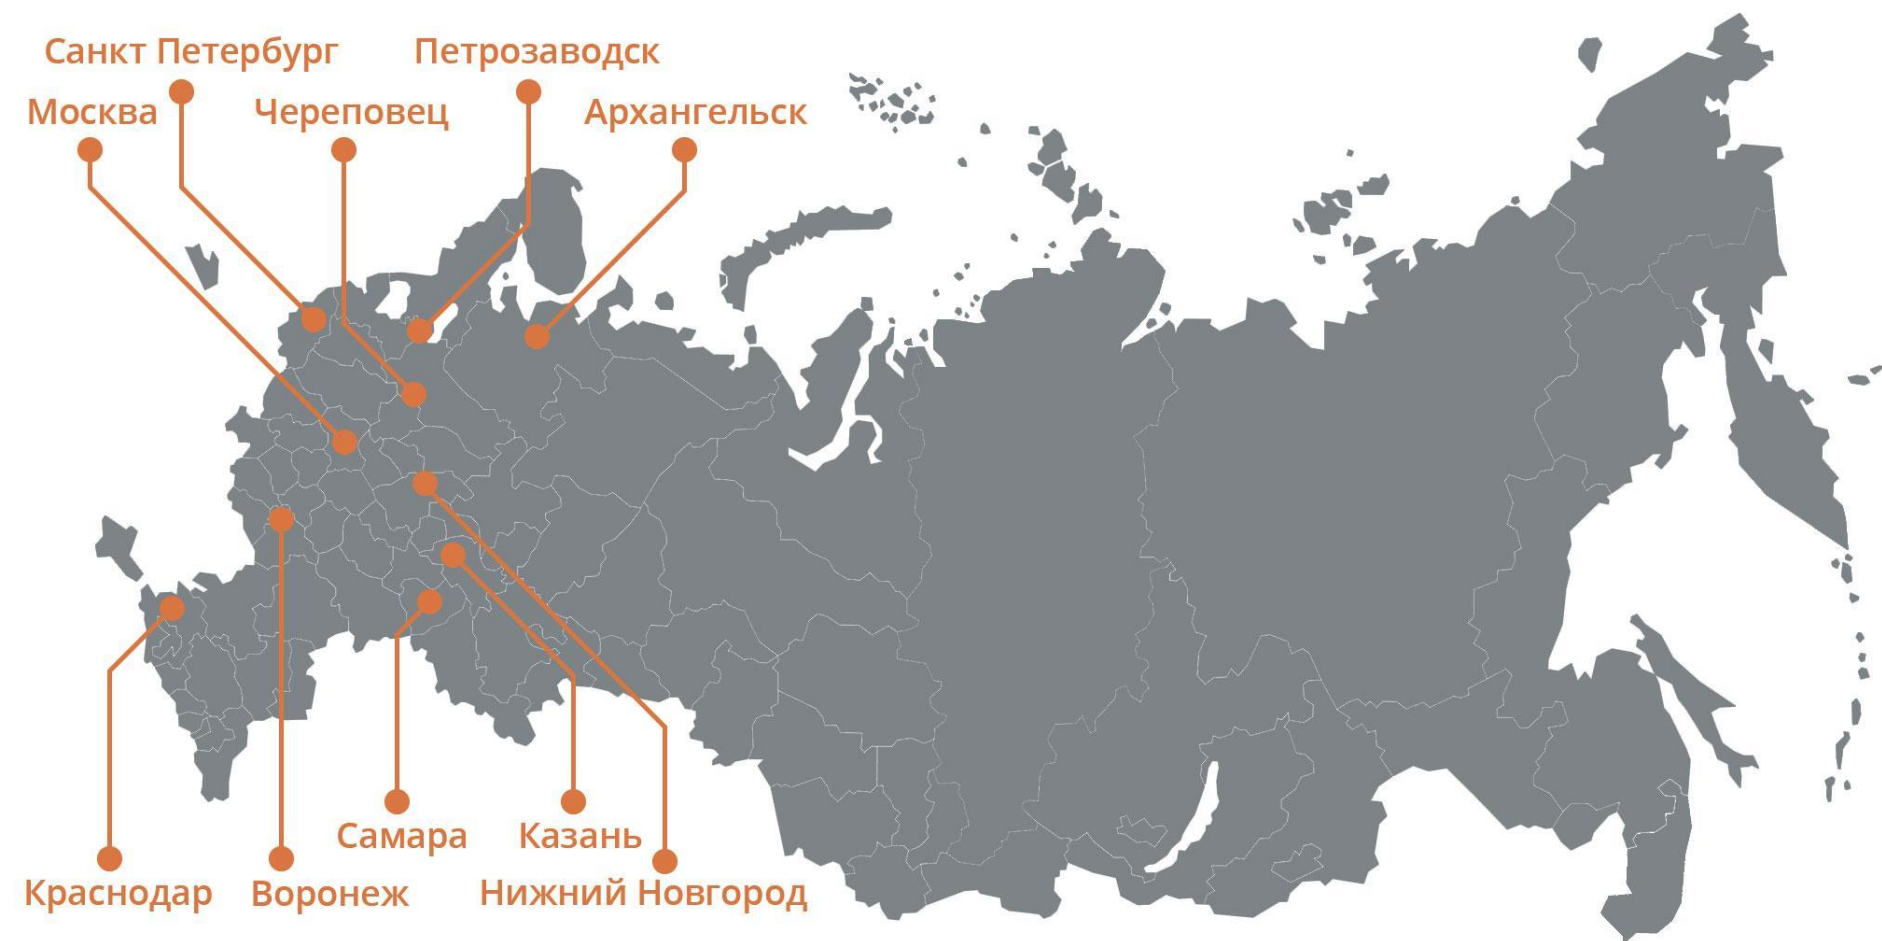 Санкт Петербург
Петрозаводск
Москва
Череповец
Архангельск
Самара
Казань
Краснодар
Воронеж
Нижний Новгород